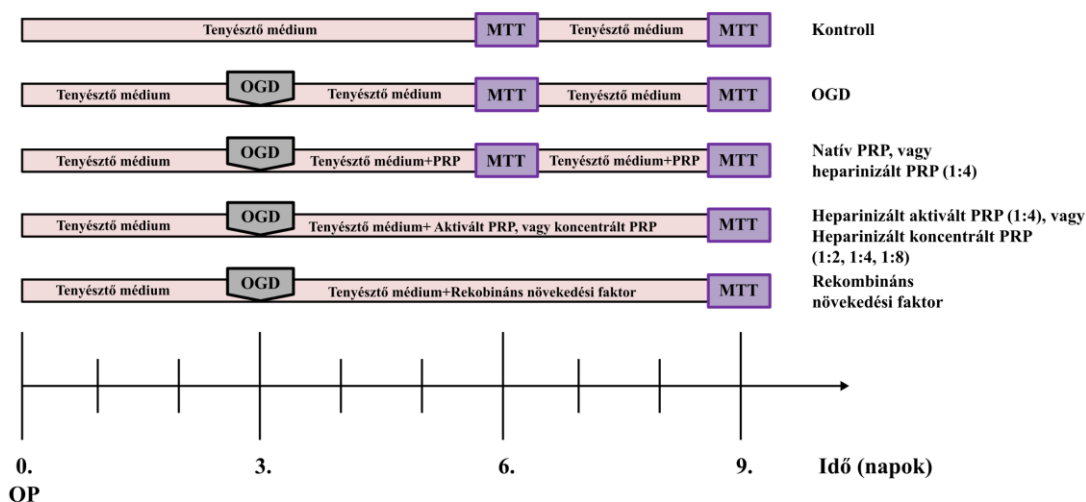 Tenyésztő médium
MTT
Tenyésztő médium
MTT
Kontroll
Tenyésztő médium
OGD
Tenyésztő médium
MTT
Tenyésztő médium
MTT
OGD
Tenyésztő médium
OGD
Tenyésztő médium+PRP
MTT
Tenyésztő médium+PRP
MTT
Natív PRP, vagy
heparinizált PRP (1:4)
Tenyésztő médium
OGD
Tenyésztő médium+ Aktivált PRP, vagy koncentrált PRP
MTT
Heparinizált aktivált PRP (1:4), vagy
Heparinizált koncentrált PRP
(1:2, 1:4, 1:8)
Tenyésztő médium
OGD
Tenyésztő médium+Rekobináns növekedési faktor
MTT
Rekombináns
növekedési faktor
0.
3.
6.
9.
Idő (napok)
OP